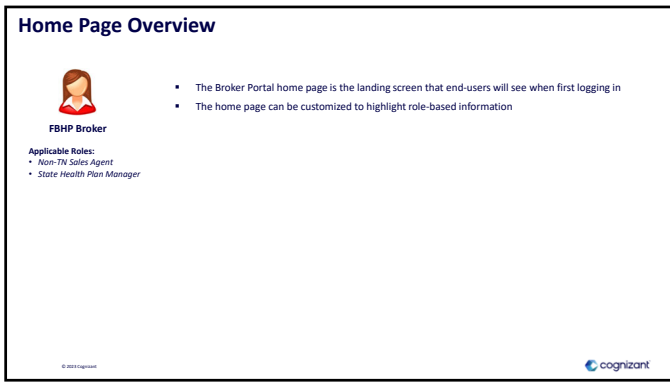 Home Page Overview
▪ The Broker Portal home page is the landing screen that end-users will see when first logging in
▪ The home page can be customized to highlight role-based information
FBHP Broker
Applicable Roles:
• Non-TN Sales Agent
• State Health Plan Manager
© 2023 Cognizant
cognizant